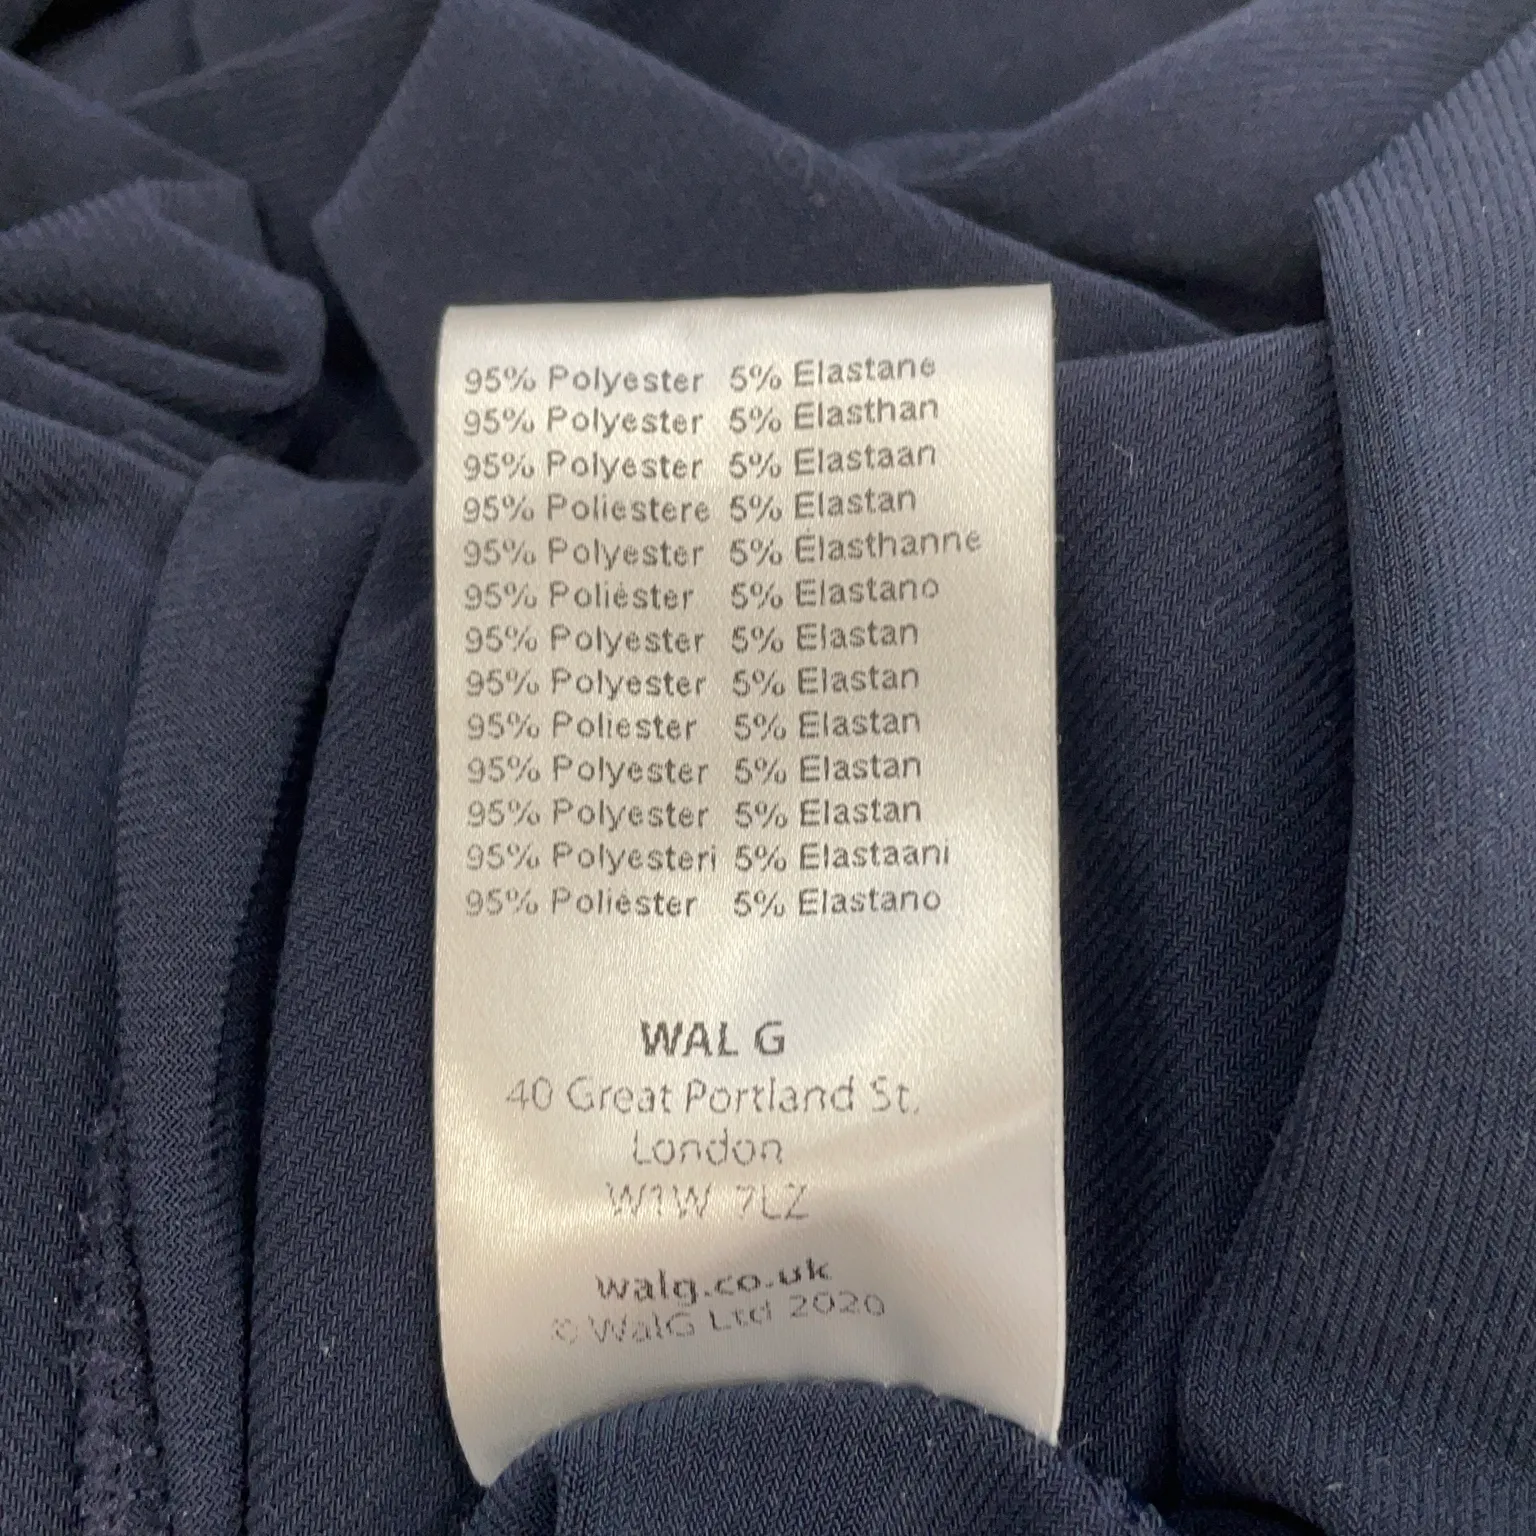 95% Polyester 5% Elastane
95% Polyester 5% Elasthan
95% Polyester 5% Elastaan
95% Poliestere 5% Elastan
95% Polyester 5% Elasthanne
95% Poliéster 5% Elastano
95% Polyester 5% Elastan
95% Polyester 5% Elastan
95% Poliester 5% Elastan
95% Polyester 5% Elastan
95% Polyester 5% Elastan
95% Polyesteri 5% Elastaani
95% Poliéster 5% Elastano
WAL G
40 Great Portland St.
London
W1W 7LZ
walg.co.uk
© WalG Ltd 2020